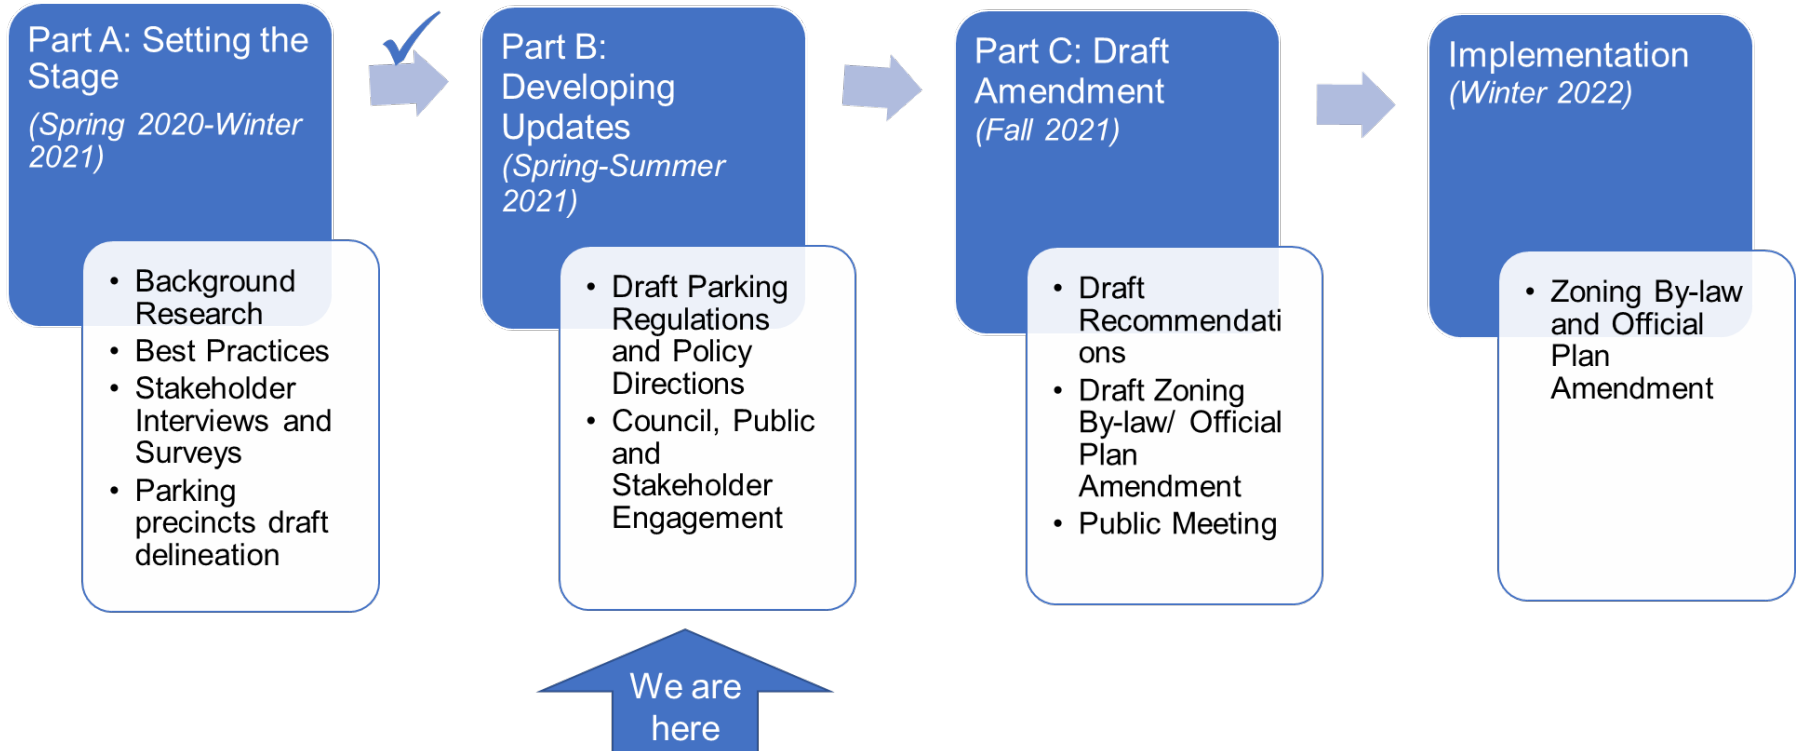 Part A: Setting the
Stage
(Spring 2020-Winter
2021)
• Background
Research
• Best Practices
• Stakeholder
Interviews and
Surveys
• Parking
precincts draft
delineation
Part B:
Developing
Updates
(Spring-Summer
2021)
• Draft Parking
Regulations
and Policy
Directions
• Council, Public
and
Stakeholder
Engagement
Part C: Draft
Amendment
(Fall 2021)
• Draft
Recommendati
ons
• Draft Zoning
By-law/ Official
Plan
Amendment
• Public Meeting
Implementation
(Winter 2022)
• Zoning By-law
and Official
Plan
Amendment
We are
here